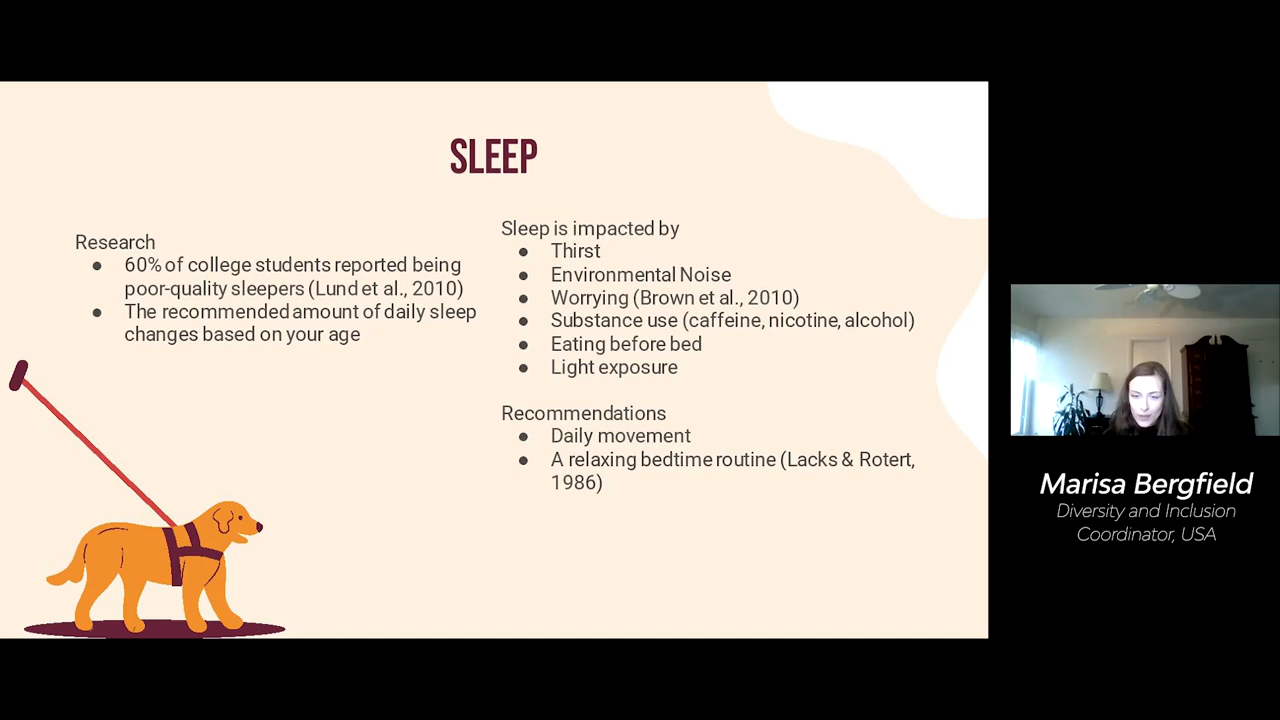 SLEEP
Research
● 60% of college students reported being
poor-quality sleepers (Lund et al., 2010)
● The recommended amount of daily sleep
changes based on your age
Sleep is impacted by
● Thirst
● Environmental Noise
● Worrying (Brown et al., 2010)
● Substance use (caffeine, nicotine, alcohol)
● Eating before bed
● Light exposure
Recommendations
● Daily movement
● A relaxing bedtime routine (Lacks & Rotert,
1986)
Marisa Bergfield
Diversity and Inclusion
Coordinator, USA